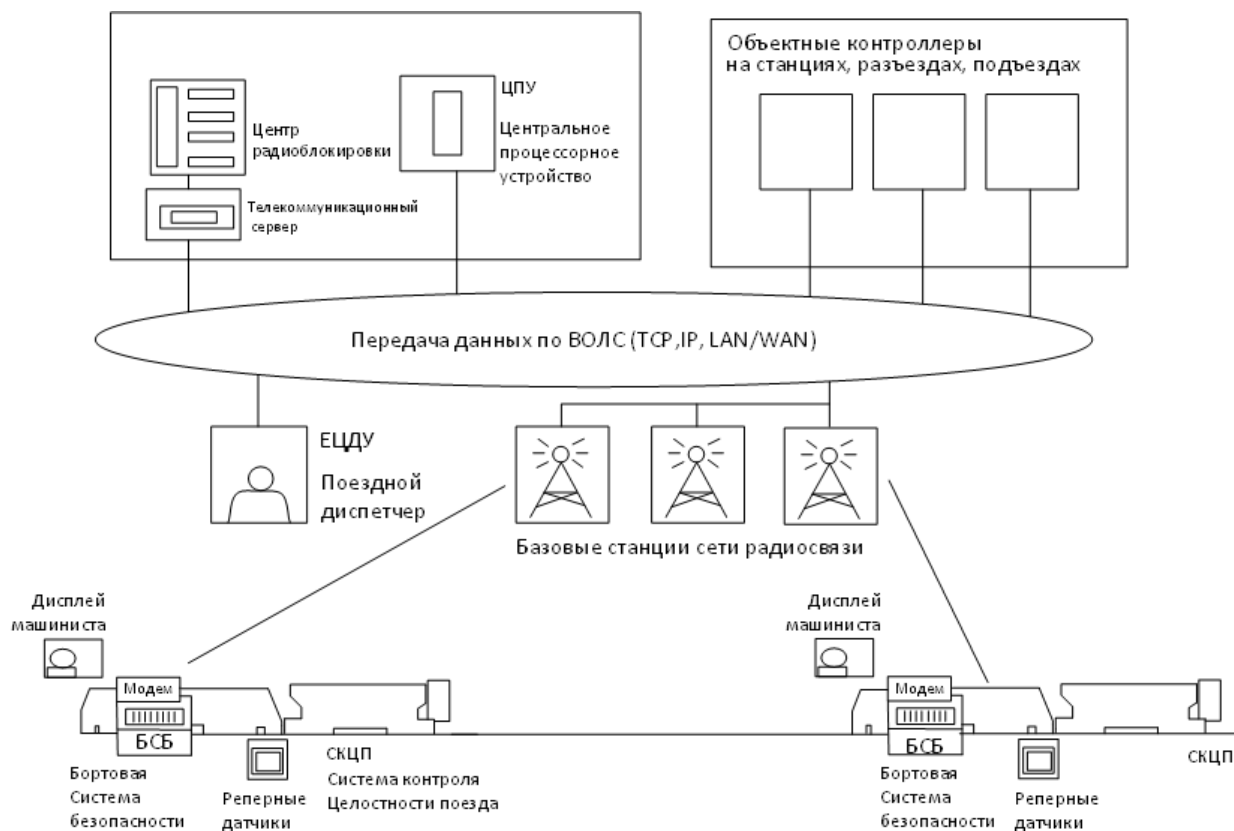 Центр
радиоблокировки
Телекоммуникационный
сервер
ЦПУ
Центральное
процессорное
устройство
Объектные контроллеры
на станциях, разъездах, подъездах
Передача данных по ВОЛС (TCP,IP, LAN/WAN)
ЕЦДУ
Поездной
диспетчер
Базовые станции сети радиосвязи
Дисплей
машиниста
Модем
БСБ
Бортовая
Система
безопасности
Реперные
датчики
СКЦП
Система контроля
Целостности поезда
Дисплей
машиниста
Модем
БСБ
Бортовая
Система
безопасности
Реперные
датчики
СКЦП